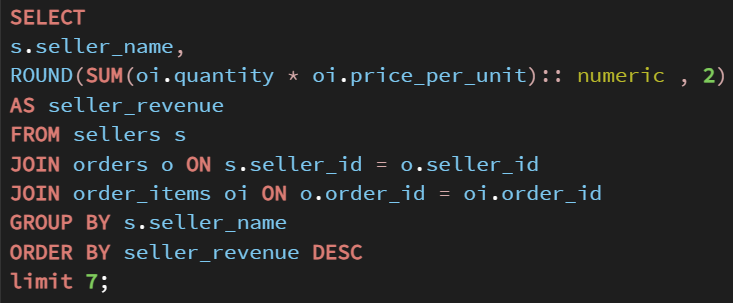 SELECT
s.seller_name,
ROUND(SUM(oi.quantity * oi.price_per_unit):: numeric , 2)
AS seller_revenue
FROM sellers s
JOIN orders o ON s.seller_id = o.seller_id
JOIN order_items oi ON o.order_id = oi.order_id
GROUP BY s.seller_name
ORDER BY seller_revenue DESC
limit 7;